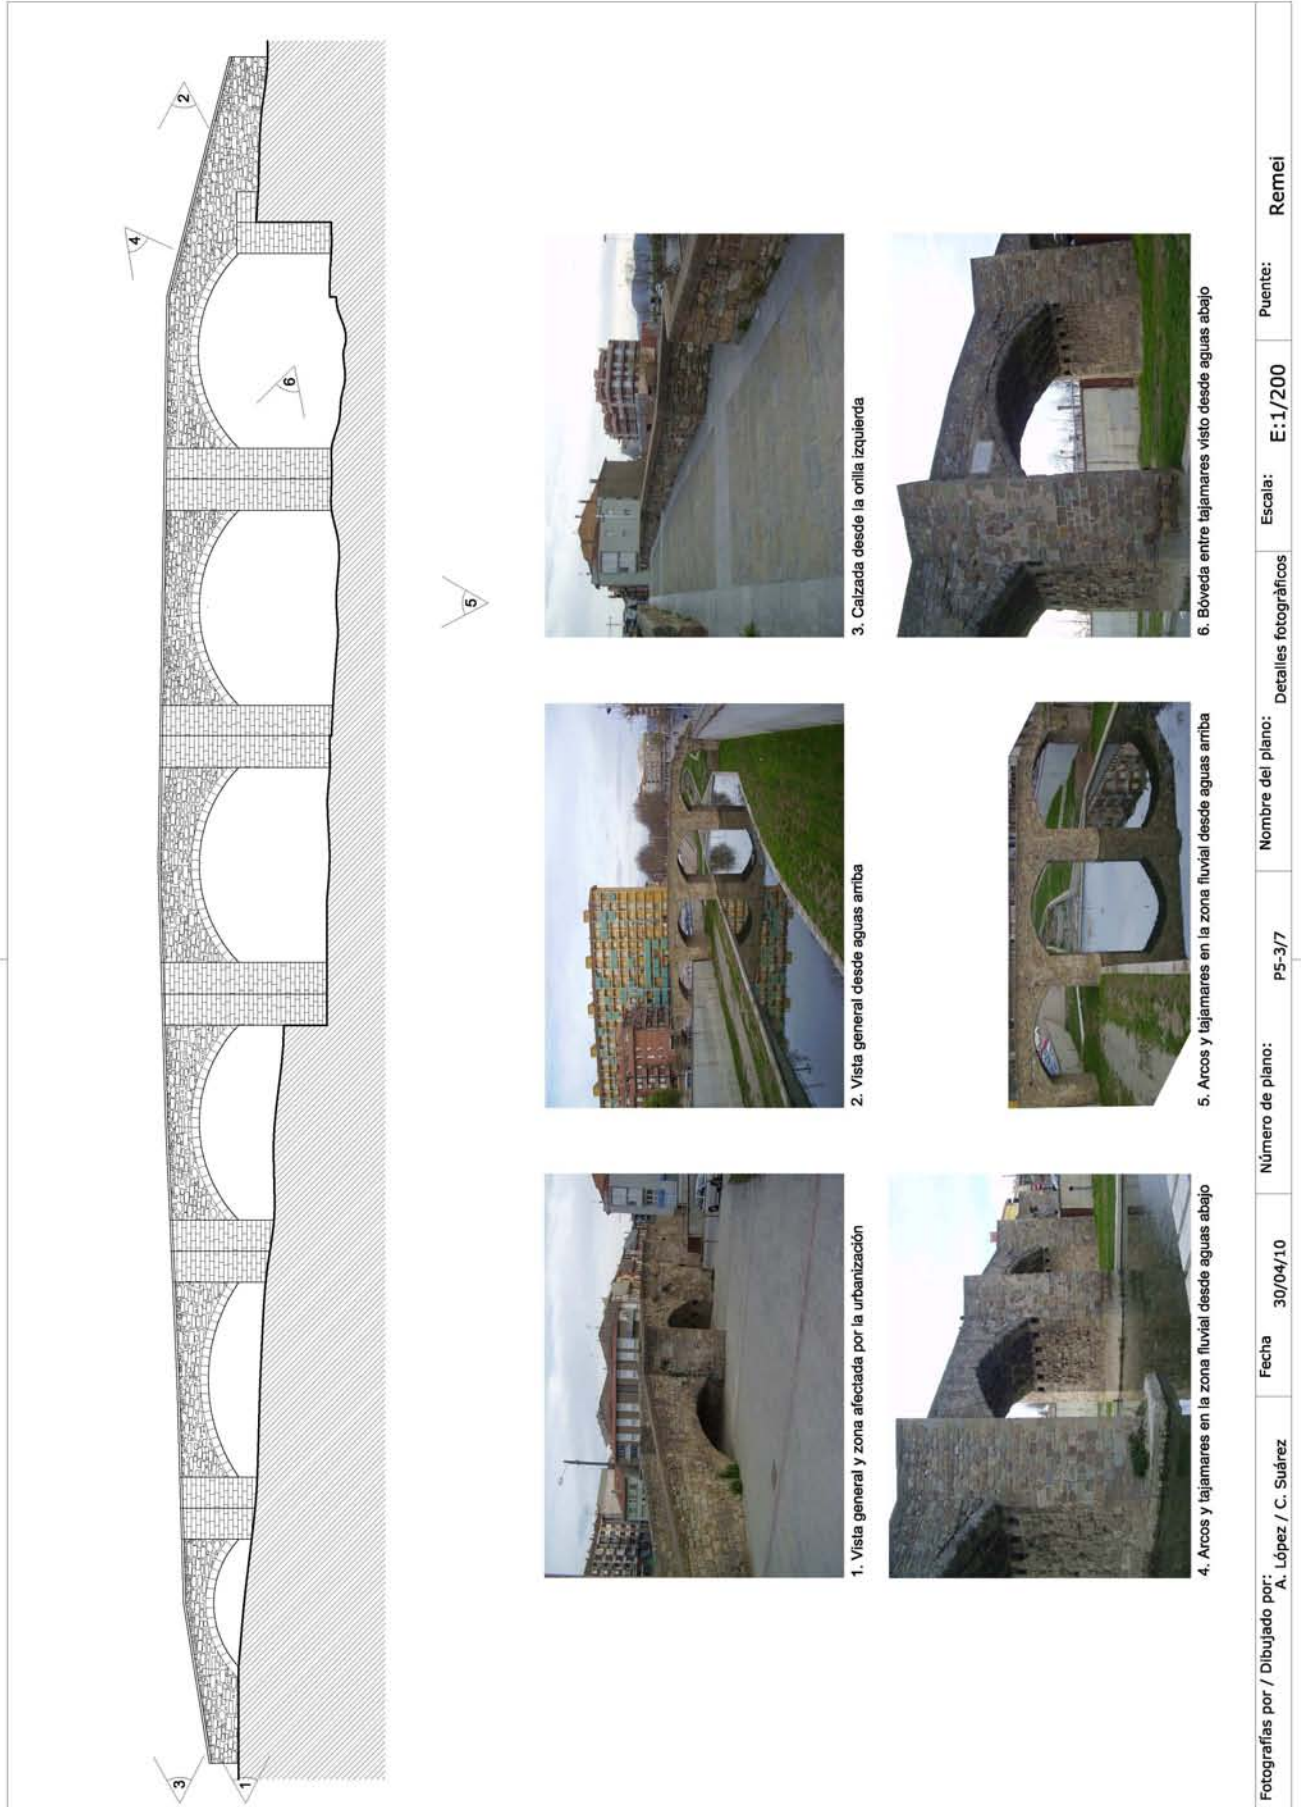 3
1
4
2
6
5
1. Vista general y zona afectada por la urbanización
2. Vista general desde aguas arriba
3. Calzada desde la orilla izquierda
4. Arcos y tajamares en la zona fluvial desde aguas abajo
5. Arcos y tajamares en la zona fluvial desde aguas arriba
6. Bóveda entre tajamares visto desde aguas abajo
Fotografías por / Dibujado por:
A. López / C. Suárez
Fecha
30/04/10
Número de plano:
P5-3/7
Nombre del plano:
Detalles fotogràficos
Escala:
E:1/200
Puente:
Remei